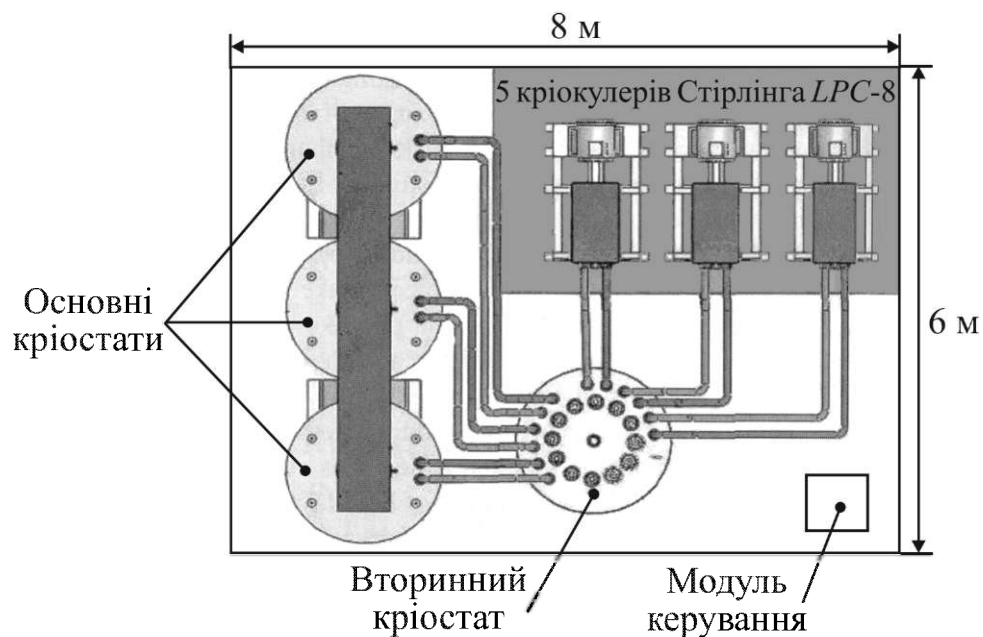 8 м
5 кріокулерів Стірлінга LPC-8
Основні
кріостати
6 м
Вторинний
кріостат
Модуль
керування